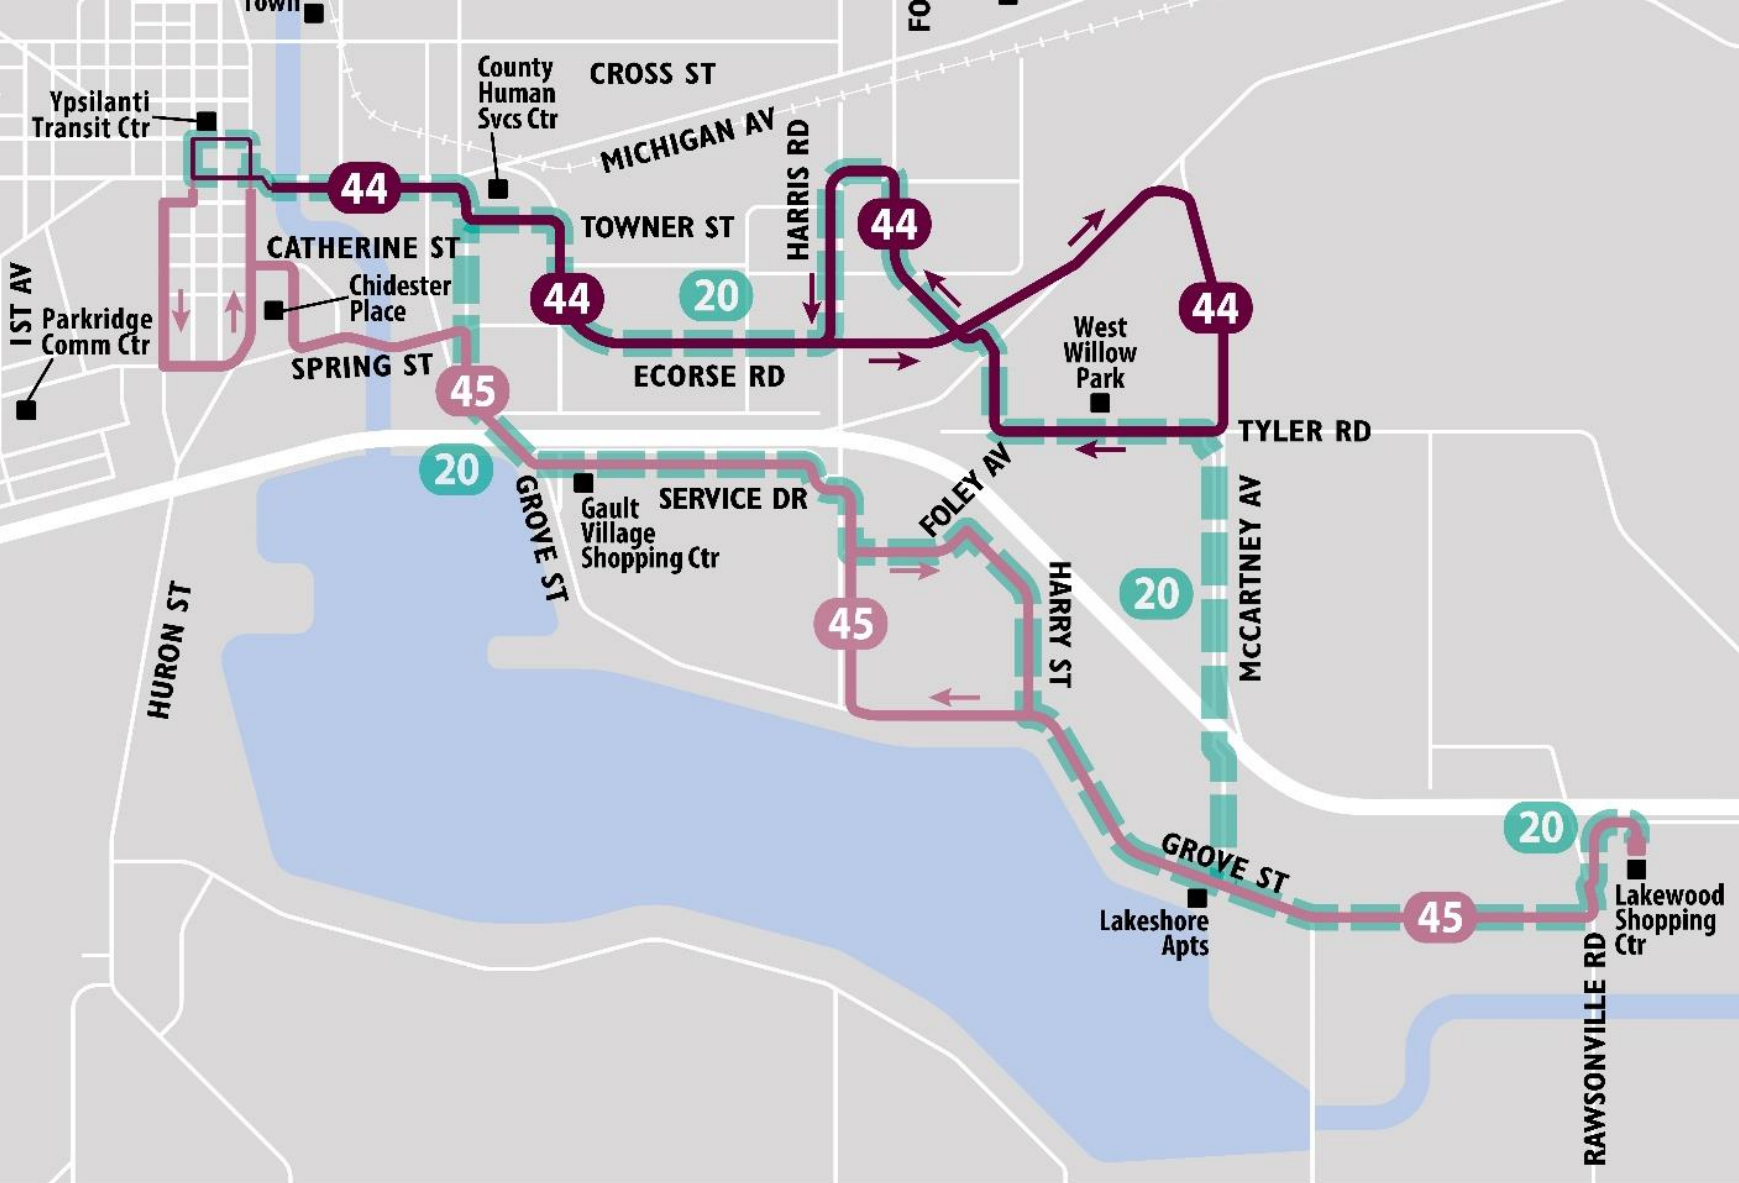 Town
FO
County
Human
Svcs Ctr
CROSS ST
Ypsilanti
Transit Ctr
MICHIGAN AV
HARRIS RD
44
44
TOWNER ST
CATHERINE ST
Chidester
Place
44
20
44
1ST AV
Parkridge
Comm Ctr
SPRING ST
ECORSE RD
West
Willow
Park
45
TYLER RD
20
GROVE ST
SERVICE DR
Gault
Village
Shopping Ctr
FOLEY AV
MCCARTNEY AV
HARRY ST
20
45
HURON ST
20
GROVE ST
Lakeshore
Apts
45
Lakewood
Shopping
Ctr
RAWSONVILLE RD